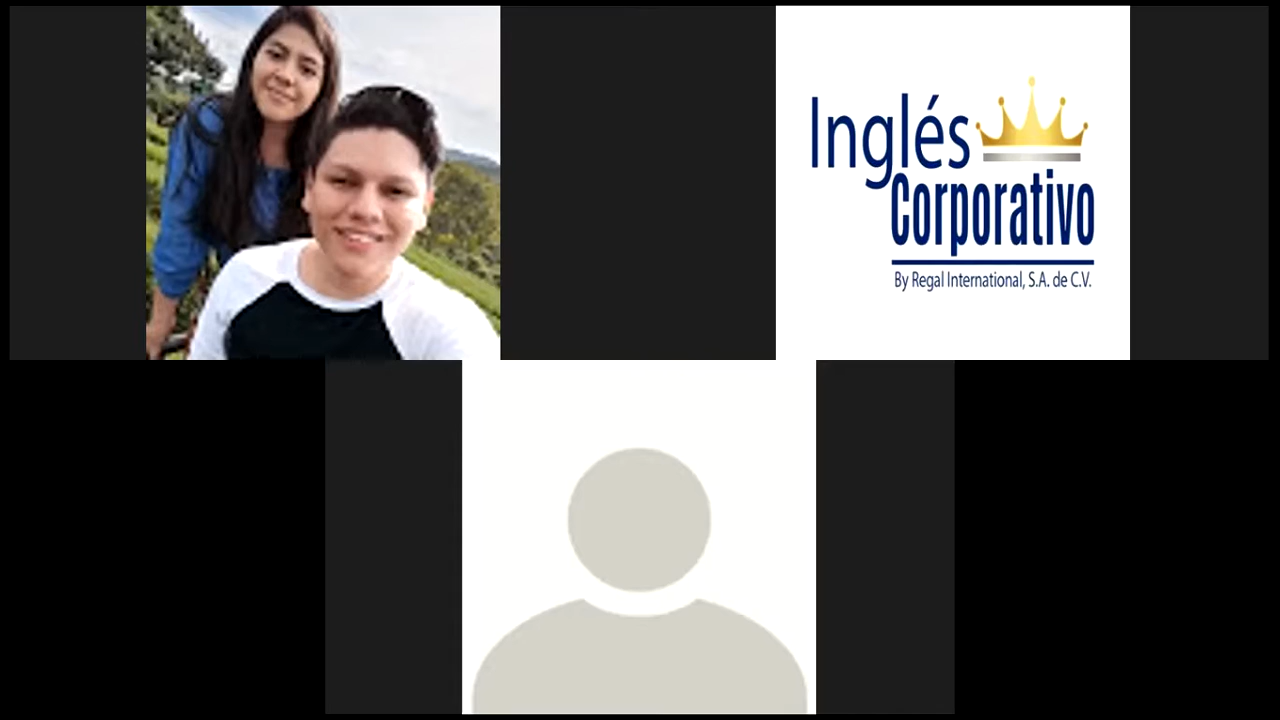 Inglés
Corporativo
By Regal International, S.A. de C.V.